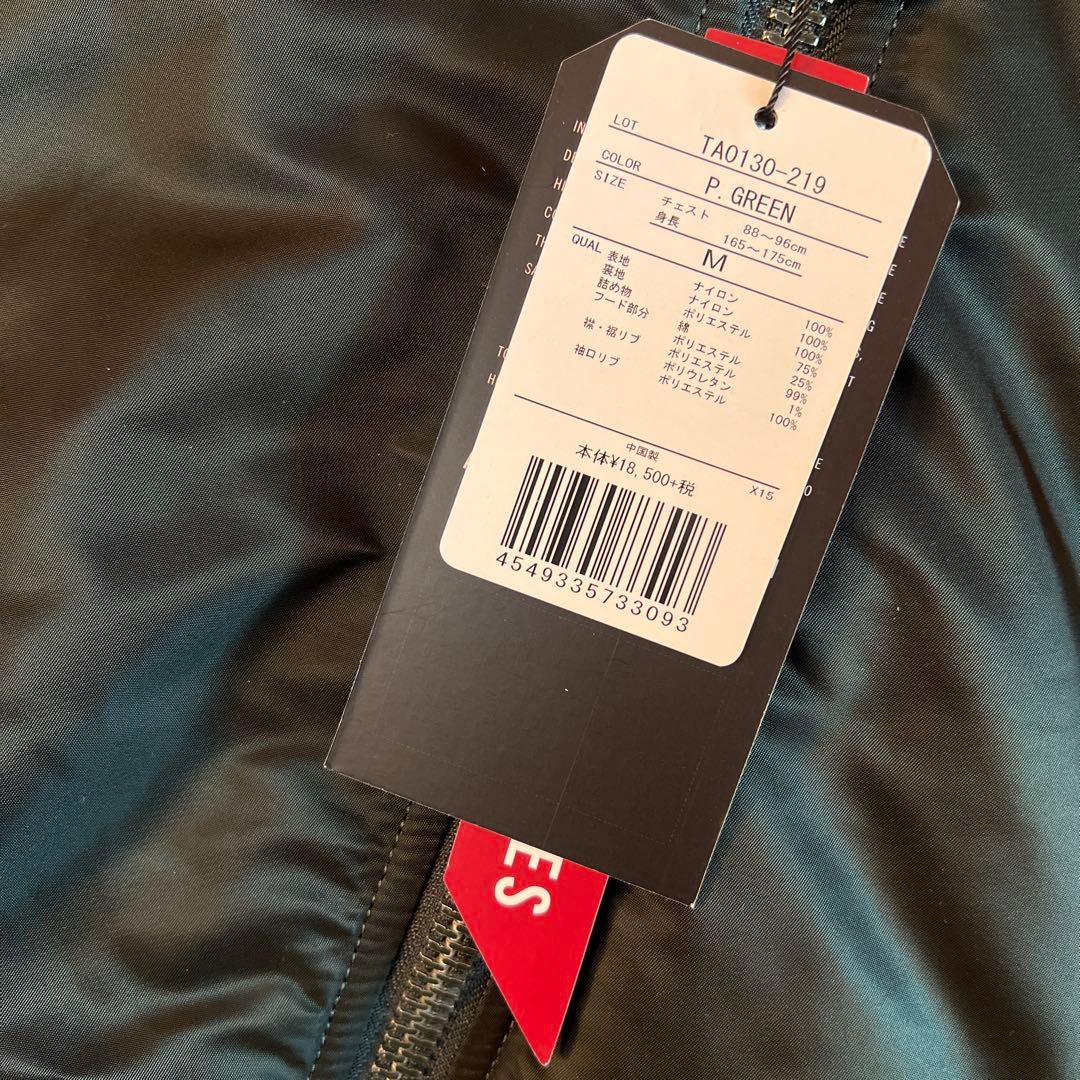 LOT TA0130-219
COLOR P.GREEN
SIZE チェスト 88～96cm
身長 165～175cm
M
QUAL 表地 ナイロン 100%
裏地 ナイロン 100%
詰め物 ポリエステル 100%
フード部分 綿 75%
ポリエステル 25%
襟・裾リブ ポリエステル 99%
ポリウレタン 1%
袖口リブ ポリエステル 100%
中国製
本体¥18,500+税 X15
4549335733093
ES